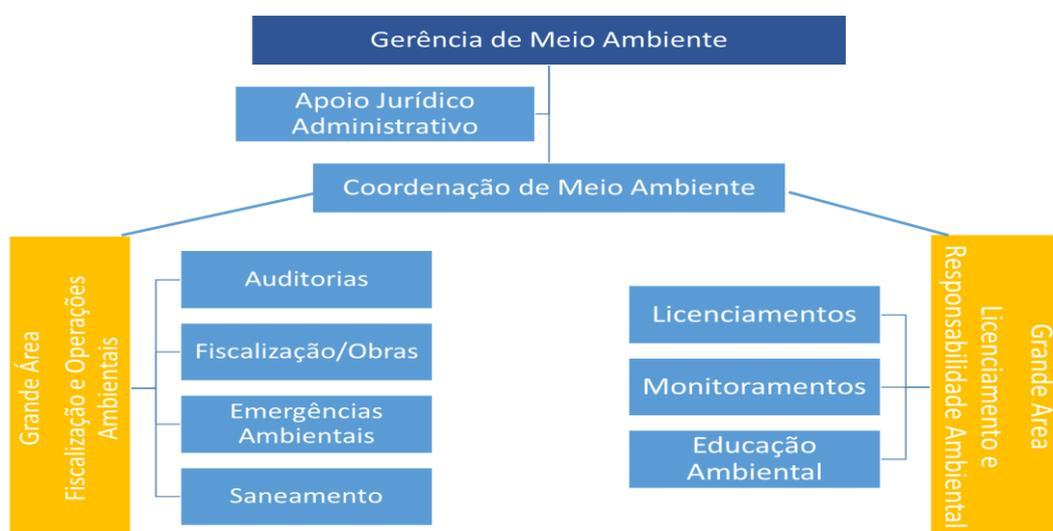 Gerência de Meio Ambiente
Apoio Jurídico
Administrativo
Coordenação de Meio Ambiente
Grande Área
Fiscalização e Operações
Ambientais
Auditorias
Fiscalização/Obras
Emergências
Ambientais
Saneamento
Licenciamentos
Monitoramentos
Educação
Ambiental
Grande Area
Licenciamento e
Responsabilidade Ambiental